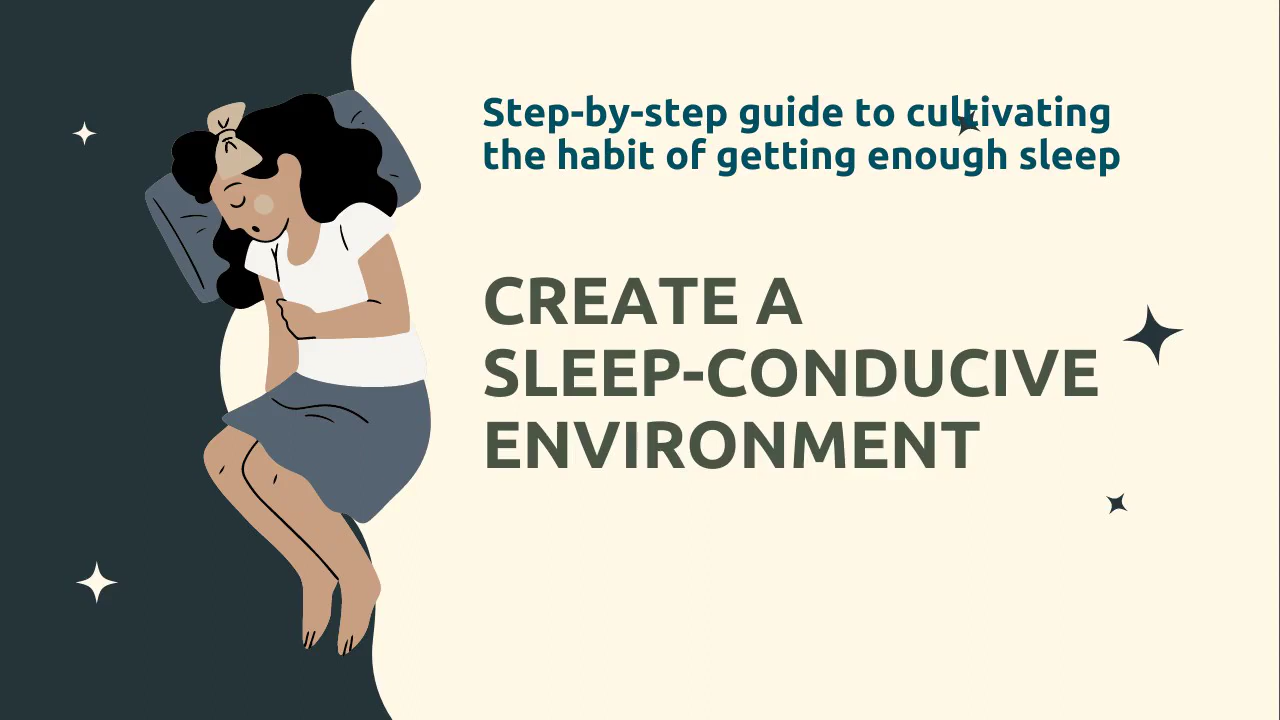 Step-by-step guide to cultivating
the habit of getting enough sleep
CREATE A
SLEEP-CONDUCIVE
ENVIRONMENT